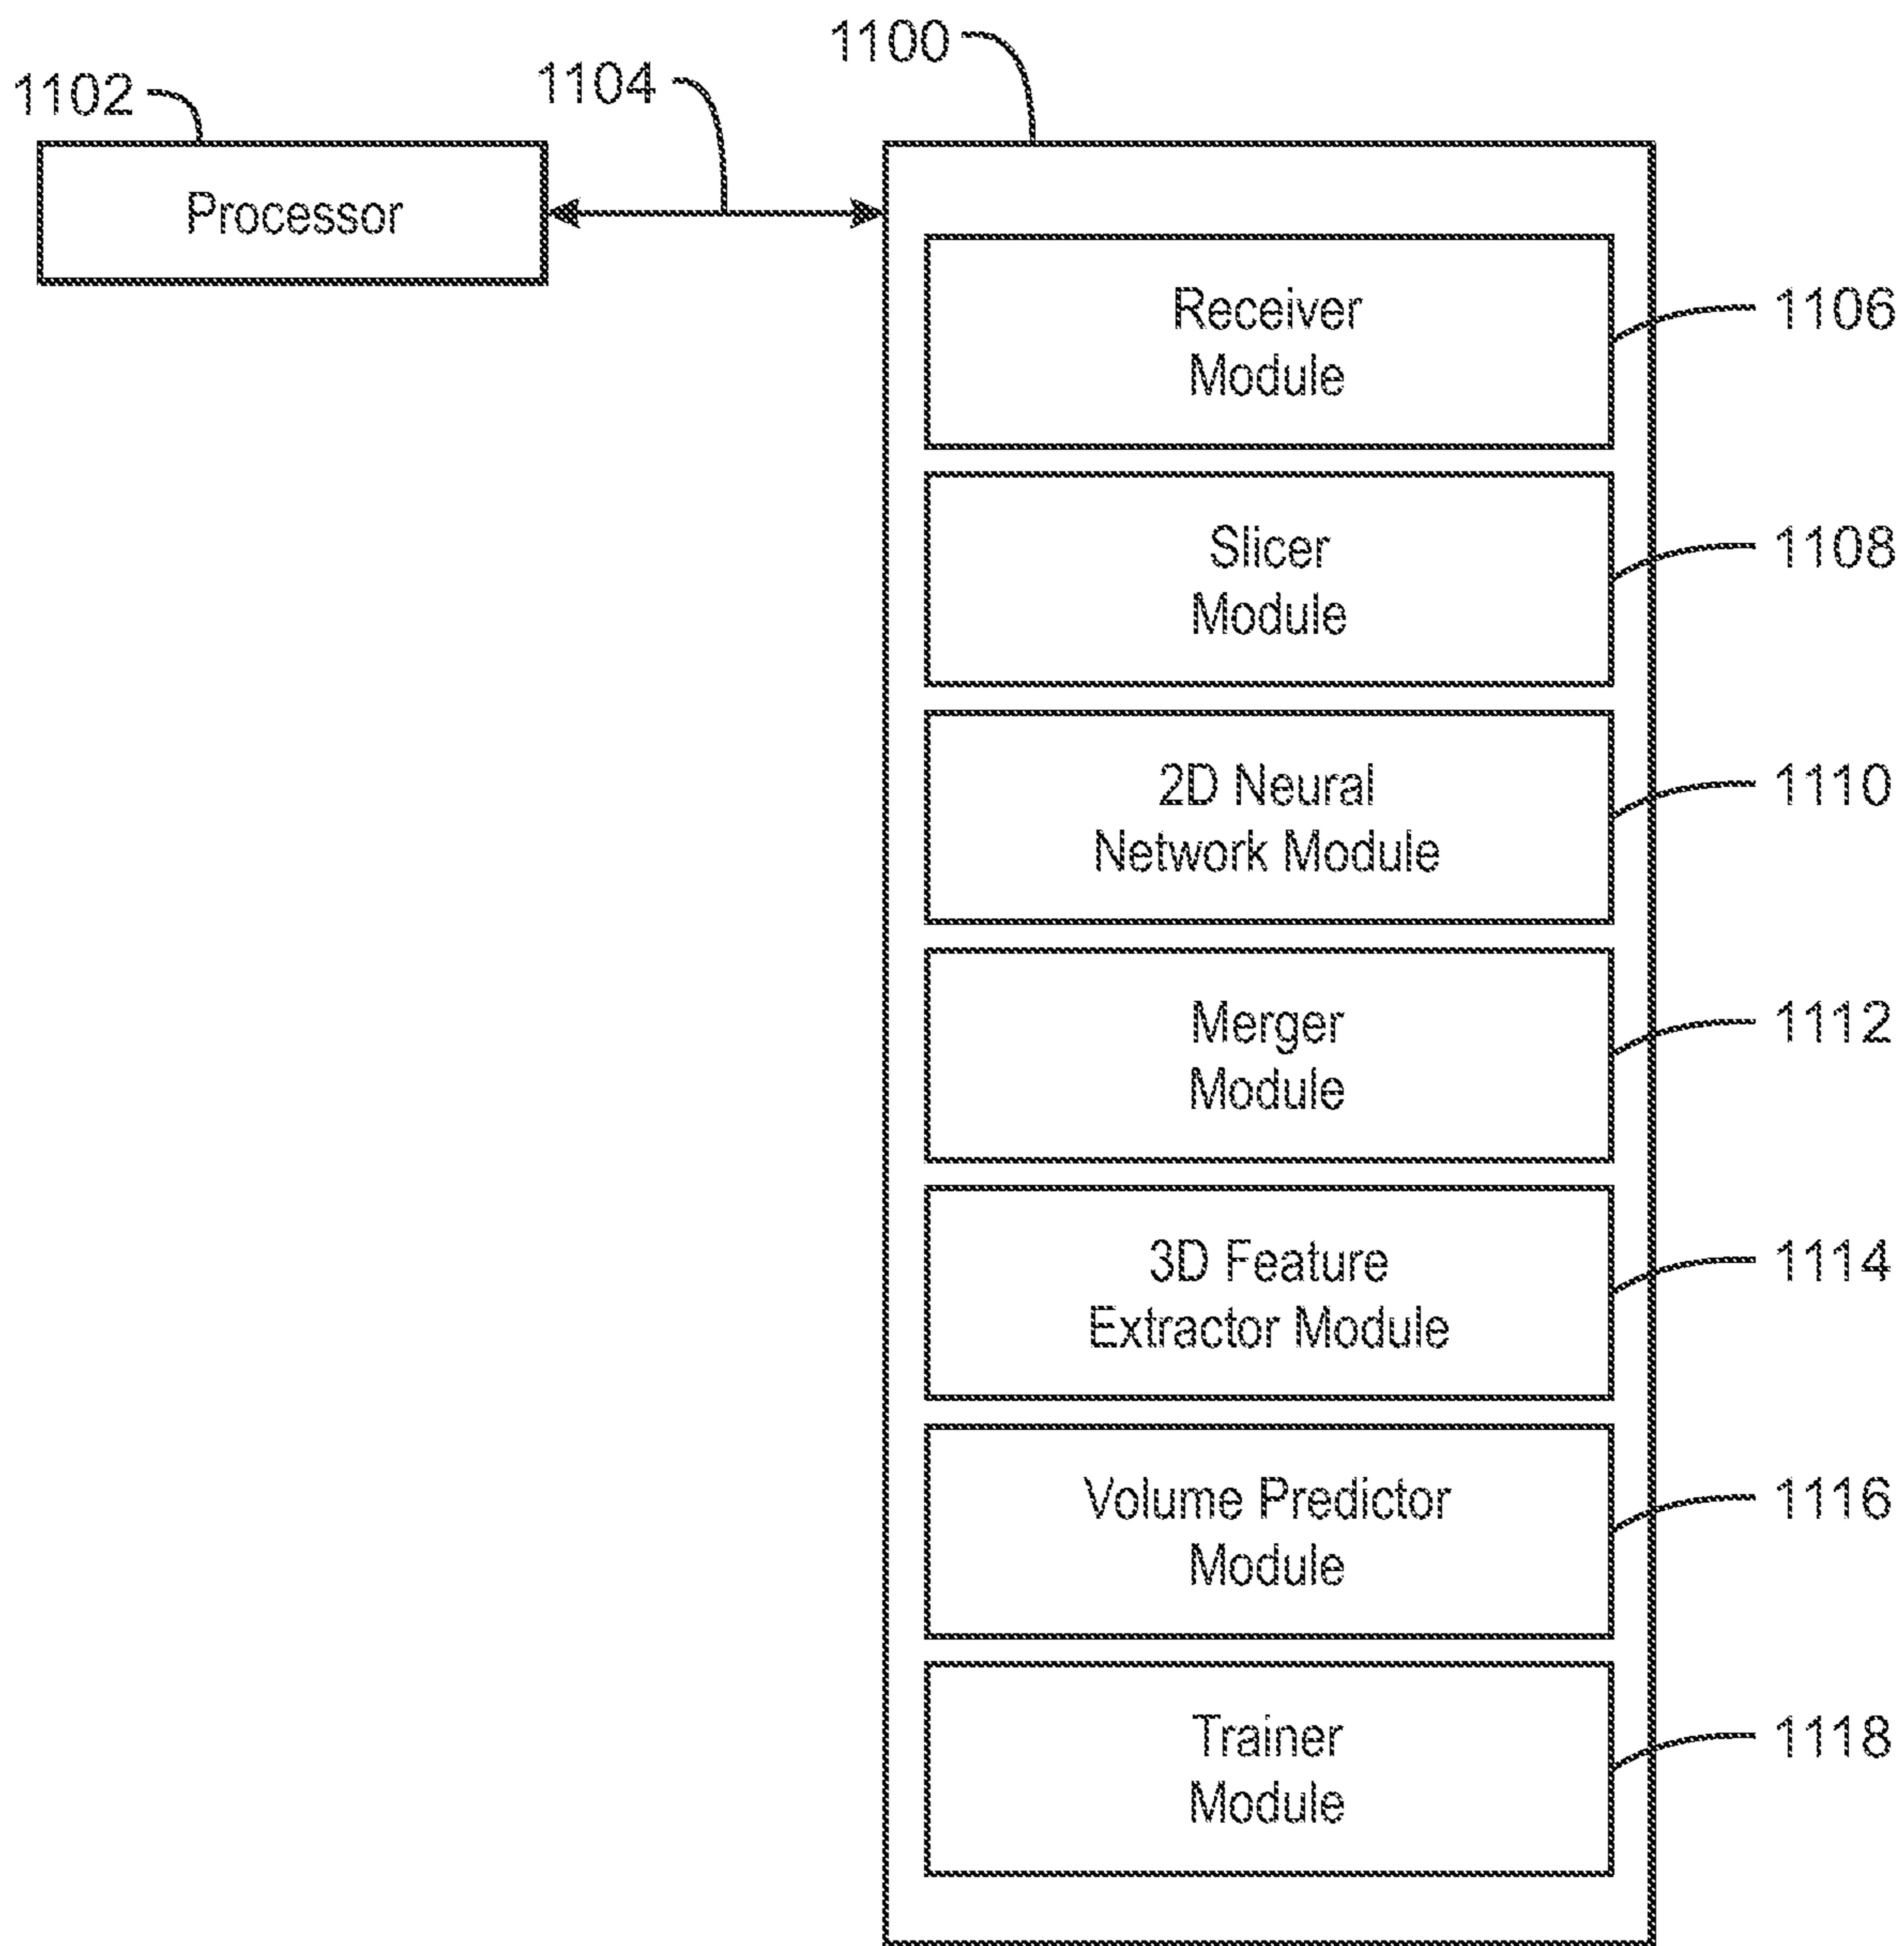 1100
1102
1104
Processor
Receiver
Module
1106
Slicer
Module
1108
2D Neural
Network Module
1110
Merger
Module
1112
3D Feature
Extractor Module
1114
Volume Predictor
Module
1116
Trainer
Module
1118